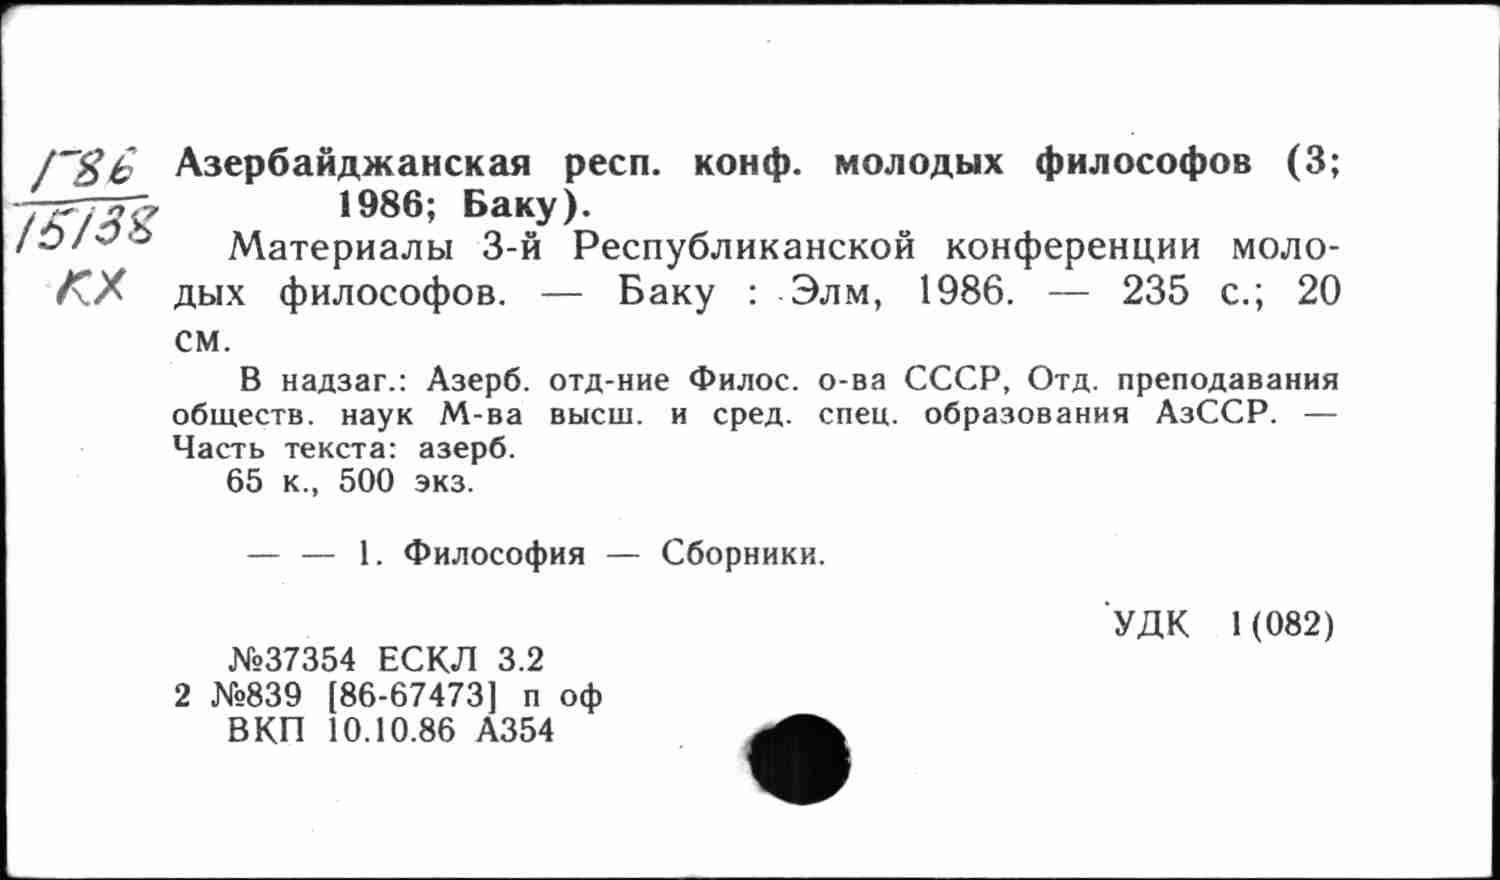 Г86
15138
КХ
Азербайджанская респ. конф. молодых философов (3;
1986; Баку).
Материалы 3-й Республиканской конференции моло-
дых философов. — Баку : Элм, 1986. — 235 с.; 20
см.
В надзаг.: Азерб. отд-ние Филос. о-ва СССР, Отд. преподавания
обществ. наук М-ва высш. и сред. спец. образования АзССР. —
Часть текста: азерб.
65 к., 500 экз.
— — 1. Философия — Сборники.
УДК 1(082)
№37354 ЕСКЛ 3.2
2 №839 [86-67473] п оф
ВКП 10.10.86 А354